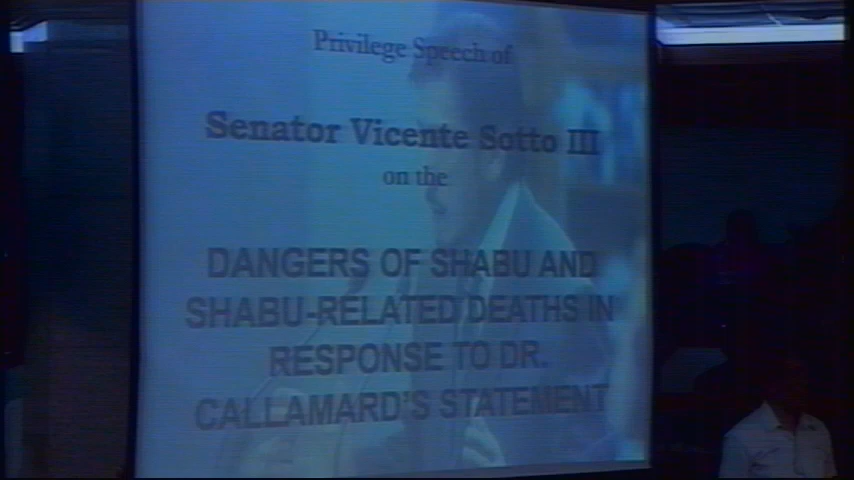 Privilege Speech of
Senator Vicente Sotto III
on the
DANGERS OF SHABU AND
SHABU-RELATED DEATHS IN
RESPONSE TO DR.
CALLAMARD'S STATEMENT